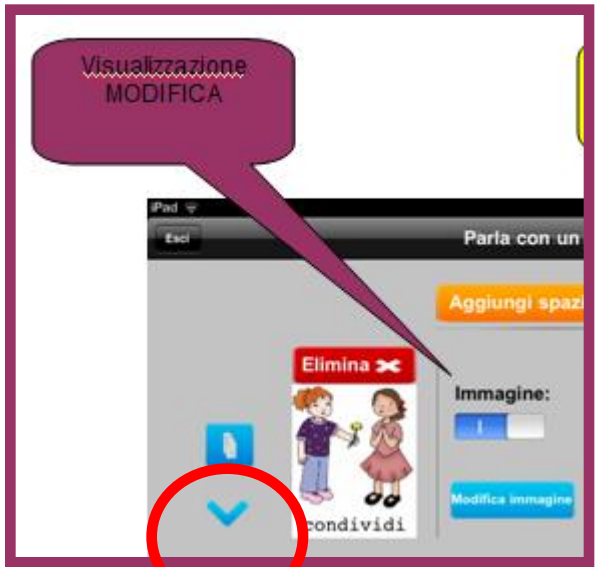 Visualizzazione
MODIFICA
iPad
Esci
Parla con un
Aggiungi spazi
Elimina
Immagine:
I
Modifica immagine
condividi